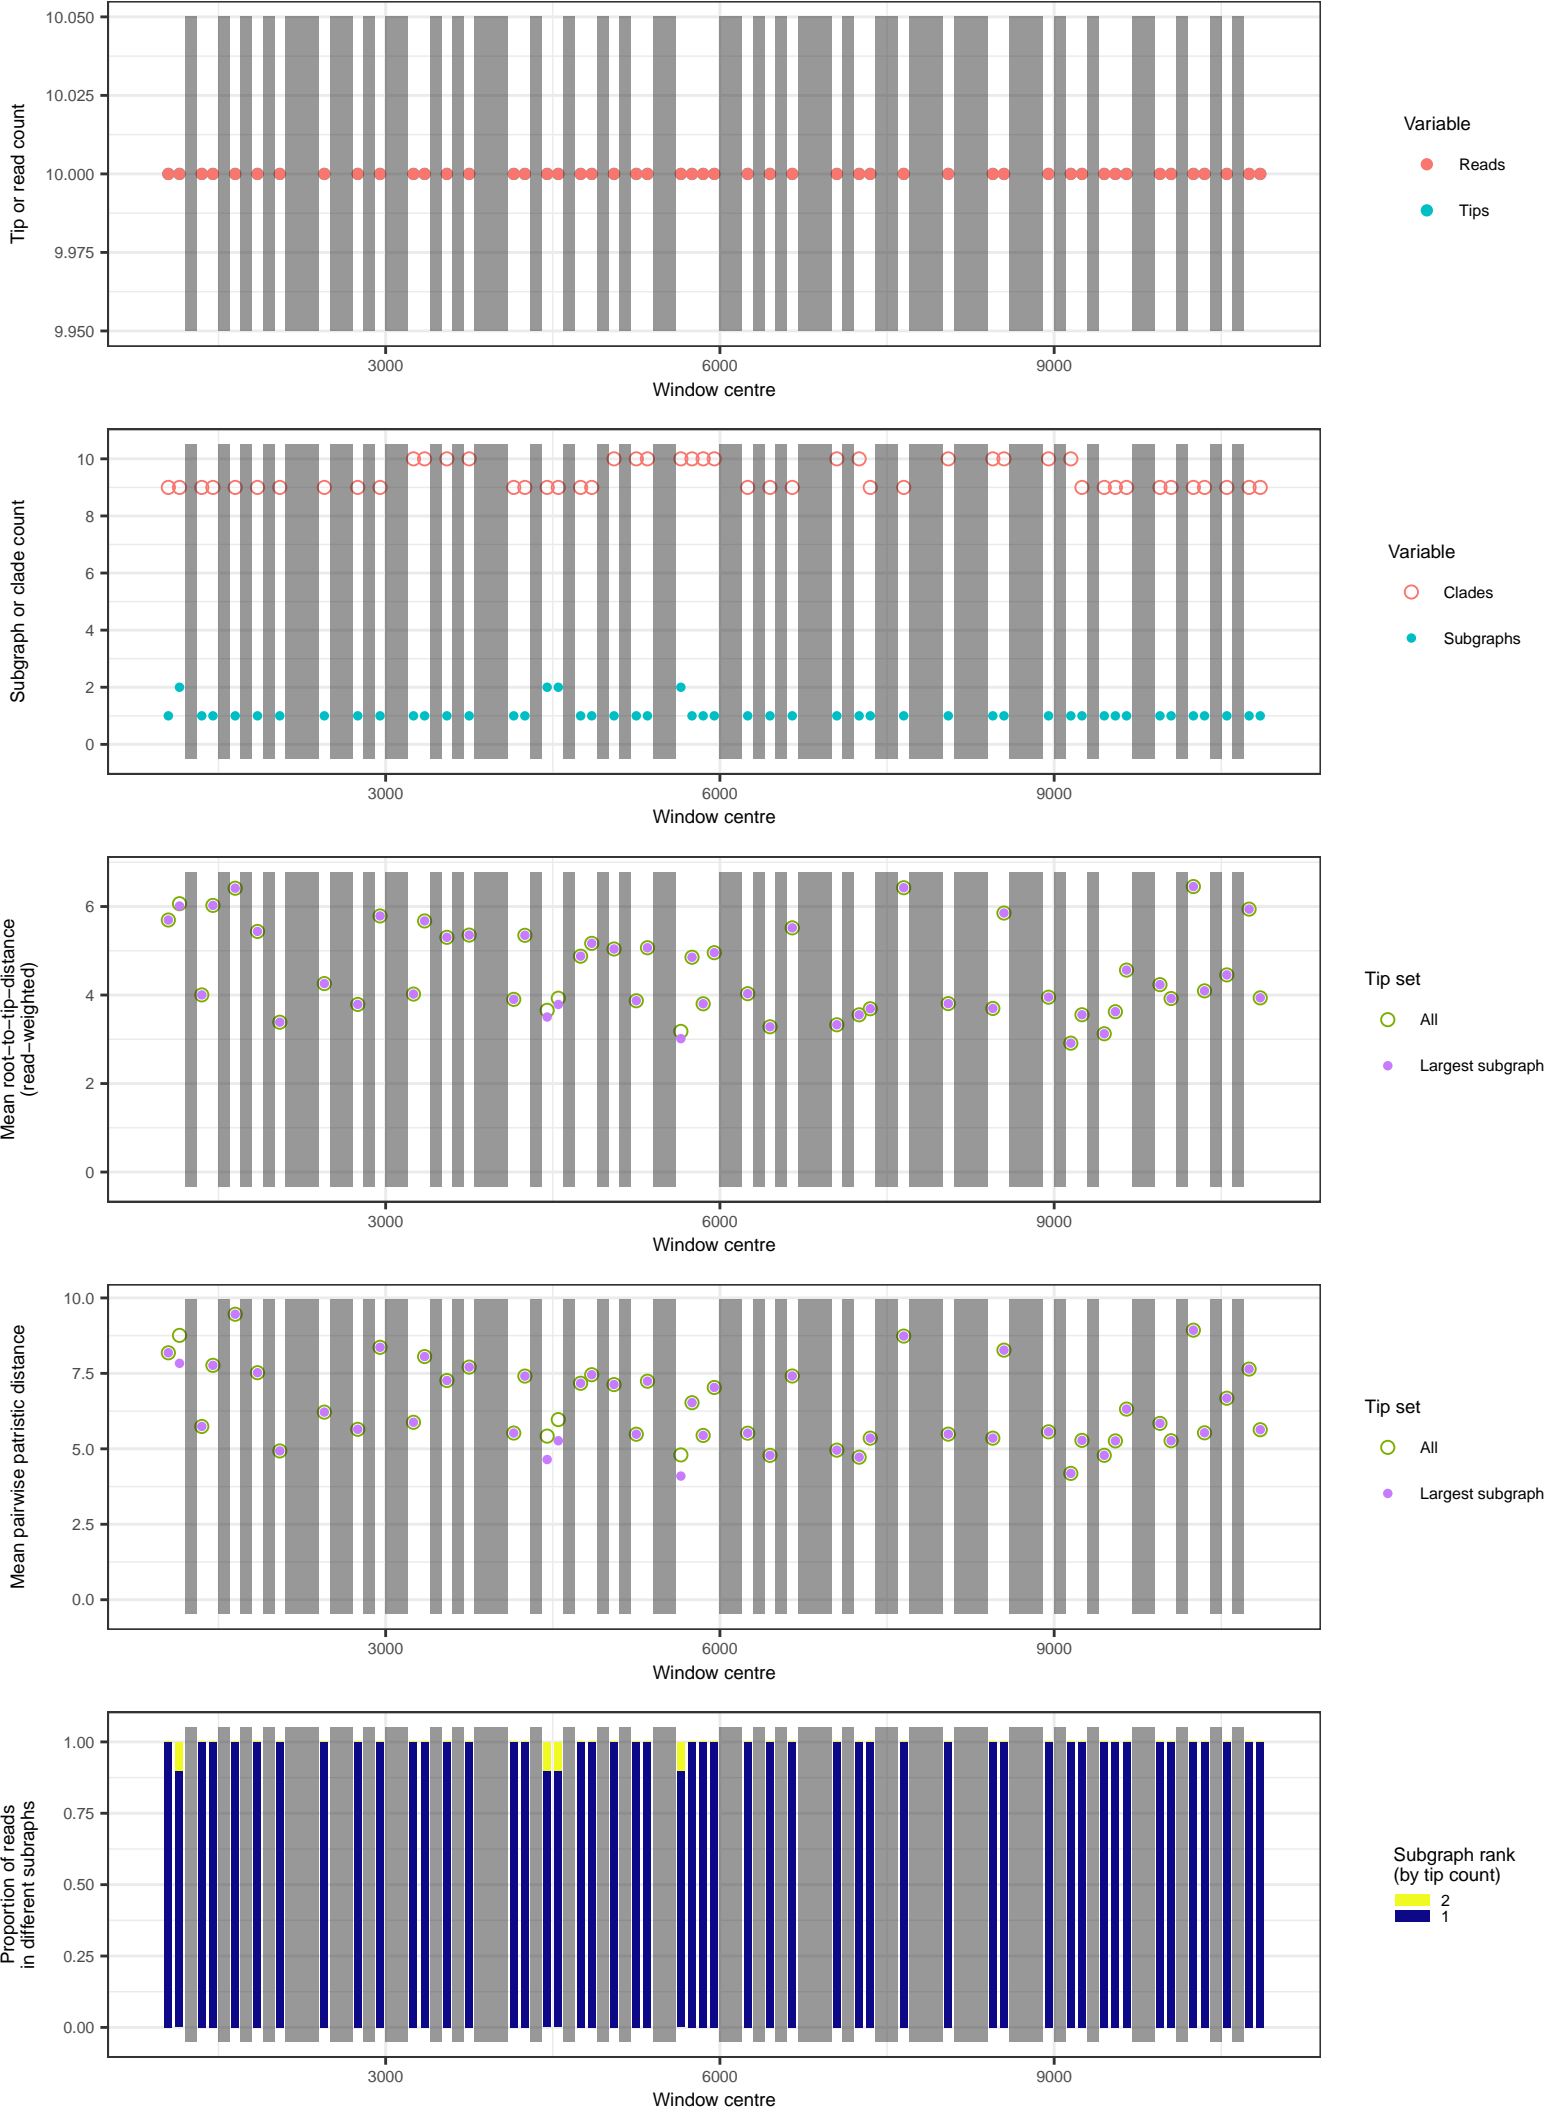 10.050
10.025
10.000
9.975
9.950
Tip or read count
3000
6000
9000
Window centre
Variable
Reads
Tips
10
8
6
4
2
0
Subgraph or clade count
3000
6000
9000
Window centre
Variable
Clades
Subgraphs
6
4
2
0
Mean root-to-tip-distance
(read-weighted)
3000
6000
9000
Window centre
Tip set
All
Largest subgraph
10.0
7.5
5.0
2.5
0.0
Mean pairwise patristic distance
3000
6000
9000
Window centre
Tip set
All
Largest subgraph
1.00
0.75
0.50
0.25
0.00
Proportion of reads
in different subraphs
3000
6000
9000
Window centre
Subgraph rank
(by tip count)
2
1